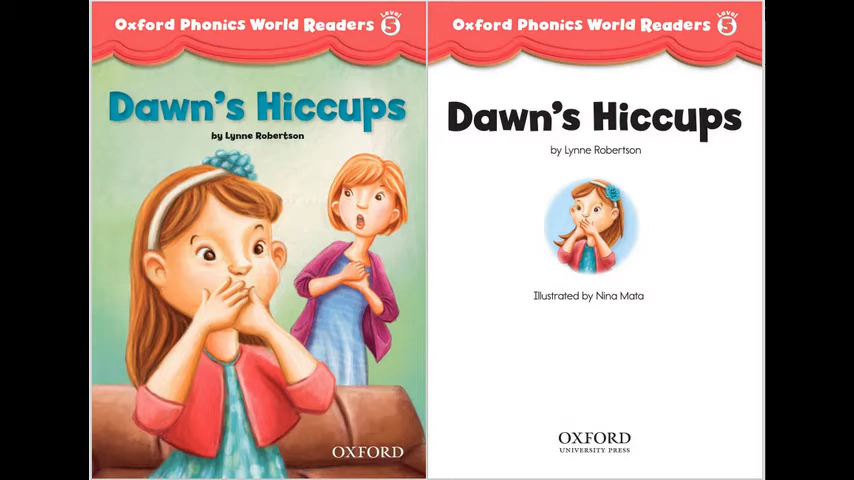 Oxford Phonics World Readers Level 5
Dawn's Hiccups
by Lynne Robertson
OXFORD
Oxford Phonics World Readers Level 5
Dawn's Hiccups
by Lynne Robertson
Illustrated by Nina Mata
OXFORD
UNIVERSITY PRESS